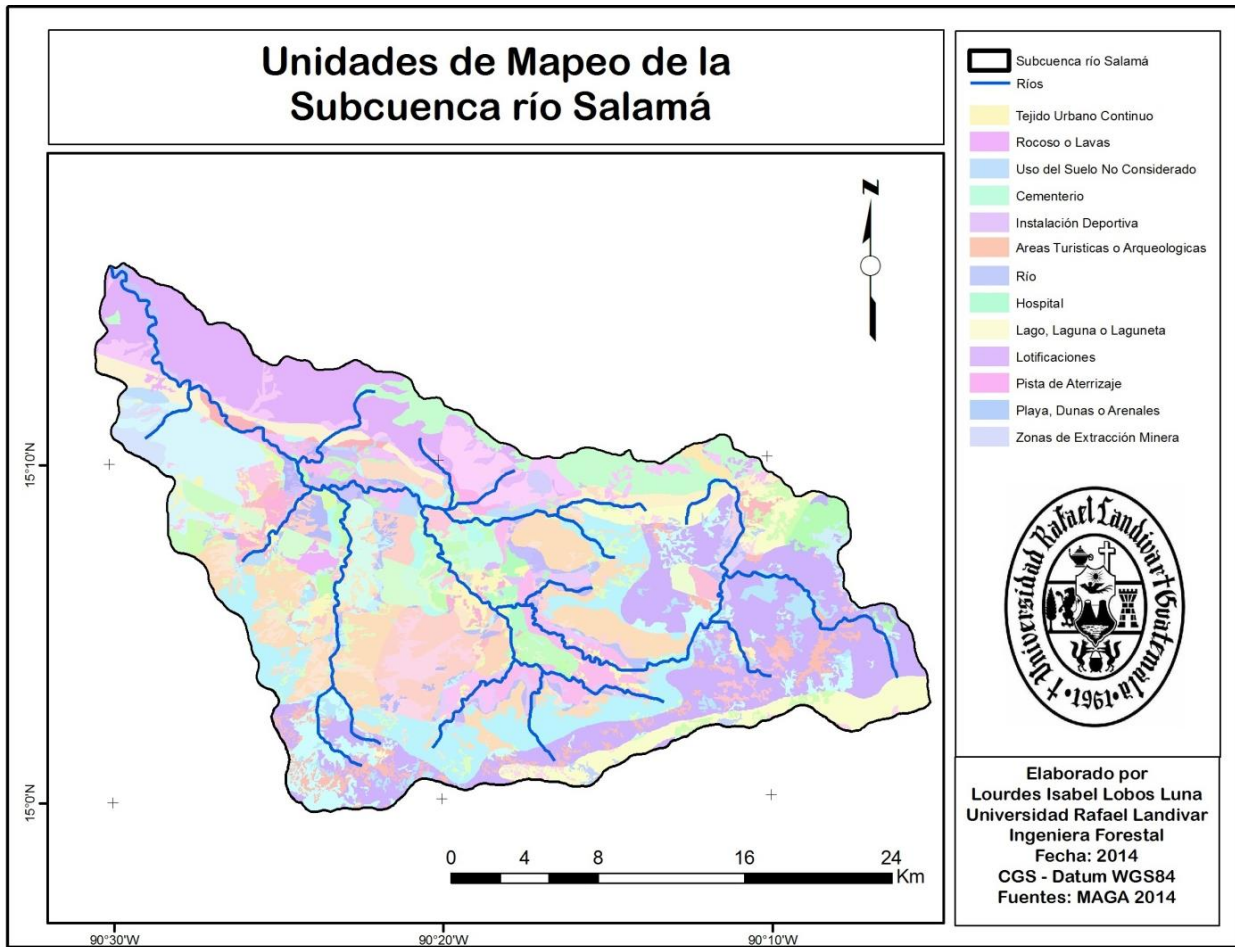 Unidades de Mapeo de la
Subcuenca río Salamá
Subcuenca río Salamá
Ríos
Tejido Urbano Continuo
Rocoso o Lavas
Uso del Suelo No Considerado
Cementerio
Instalación Deportiva
Areas Turisticas o Arqueologicas
Río
Hospital
Lago, Laguna o Laguneta
Lotificaciones
Pista de Aterrizaje
Playa, Dunas o Arenales
Zonas de Extracción Minera
N
15°10'N
15°0'N
0 4 8 16 24
Km
90°30'W 90°20'W 90°10'W
Universidad Rafael Landivar Guatemala 1961
Elaborado por
Lourdes Isabel Lobos Luna
Universidad Rafael Landivar
Ingeniera Forestal
Fecha: 2014
CGS - Datum WGS84
Fuentes: MAGA 2014